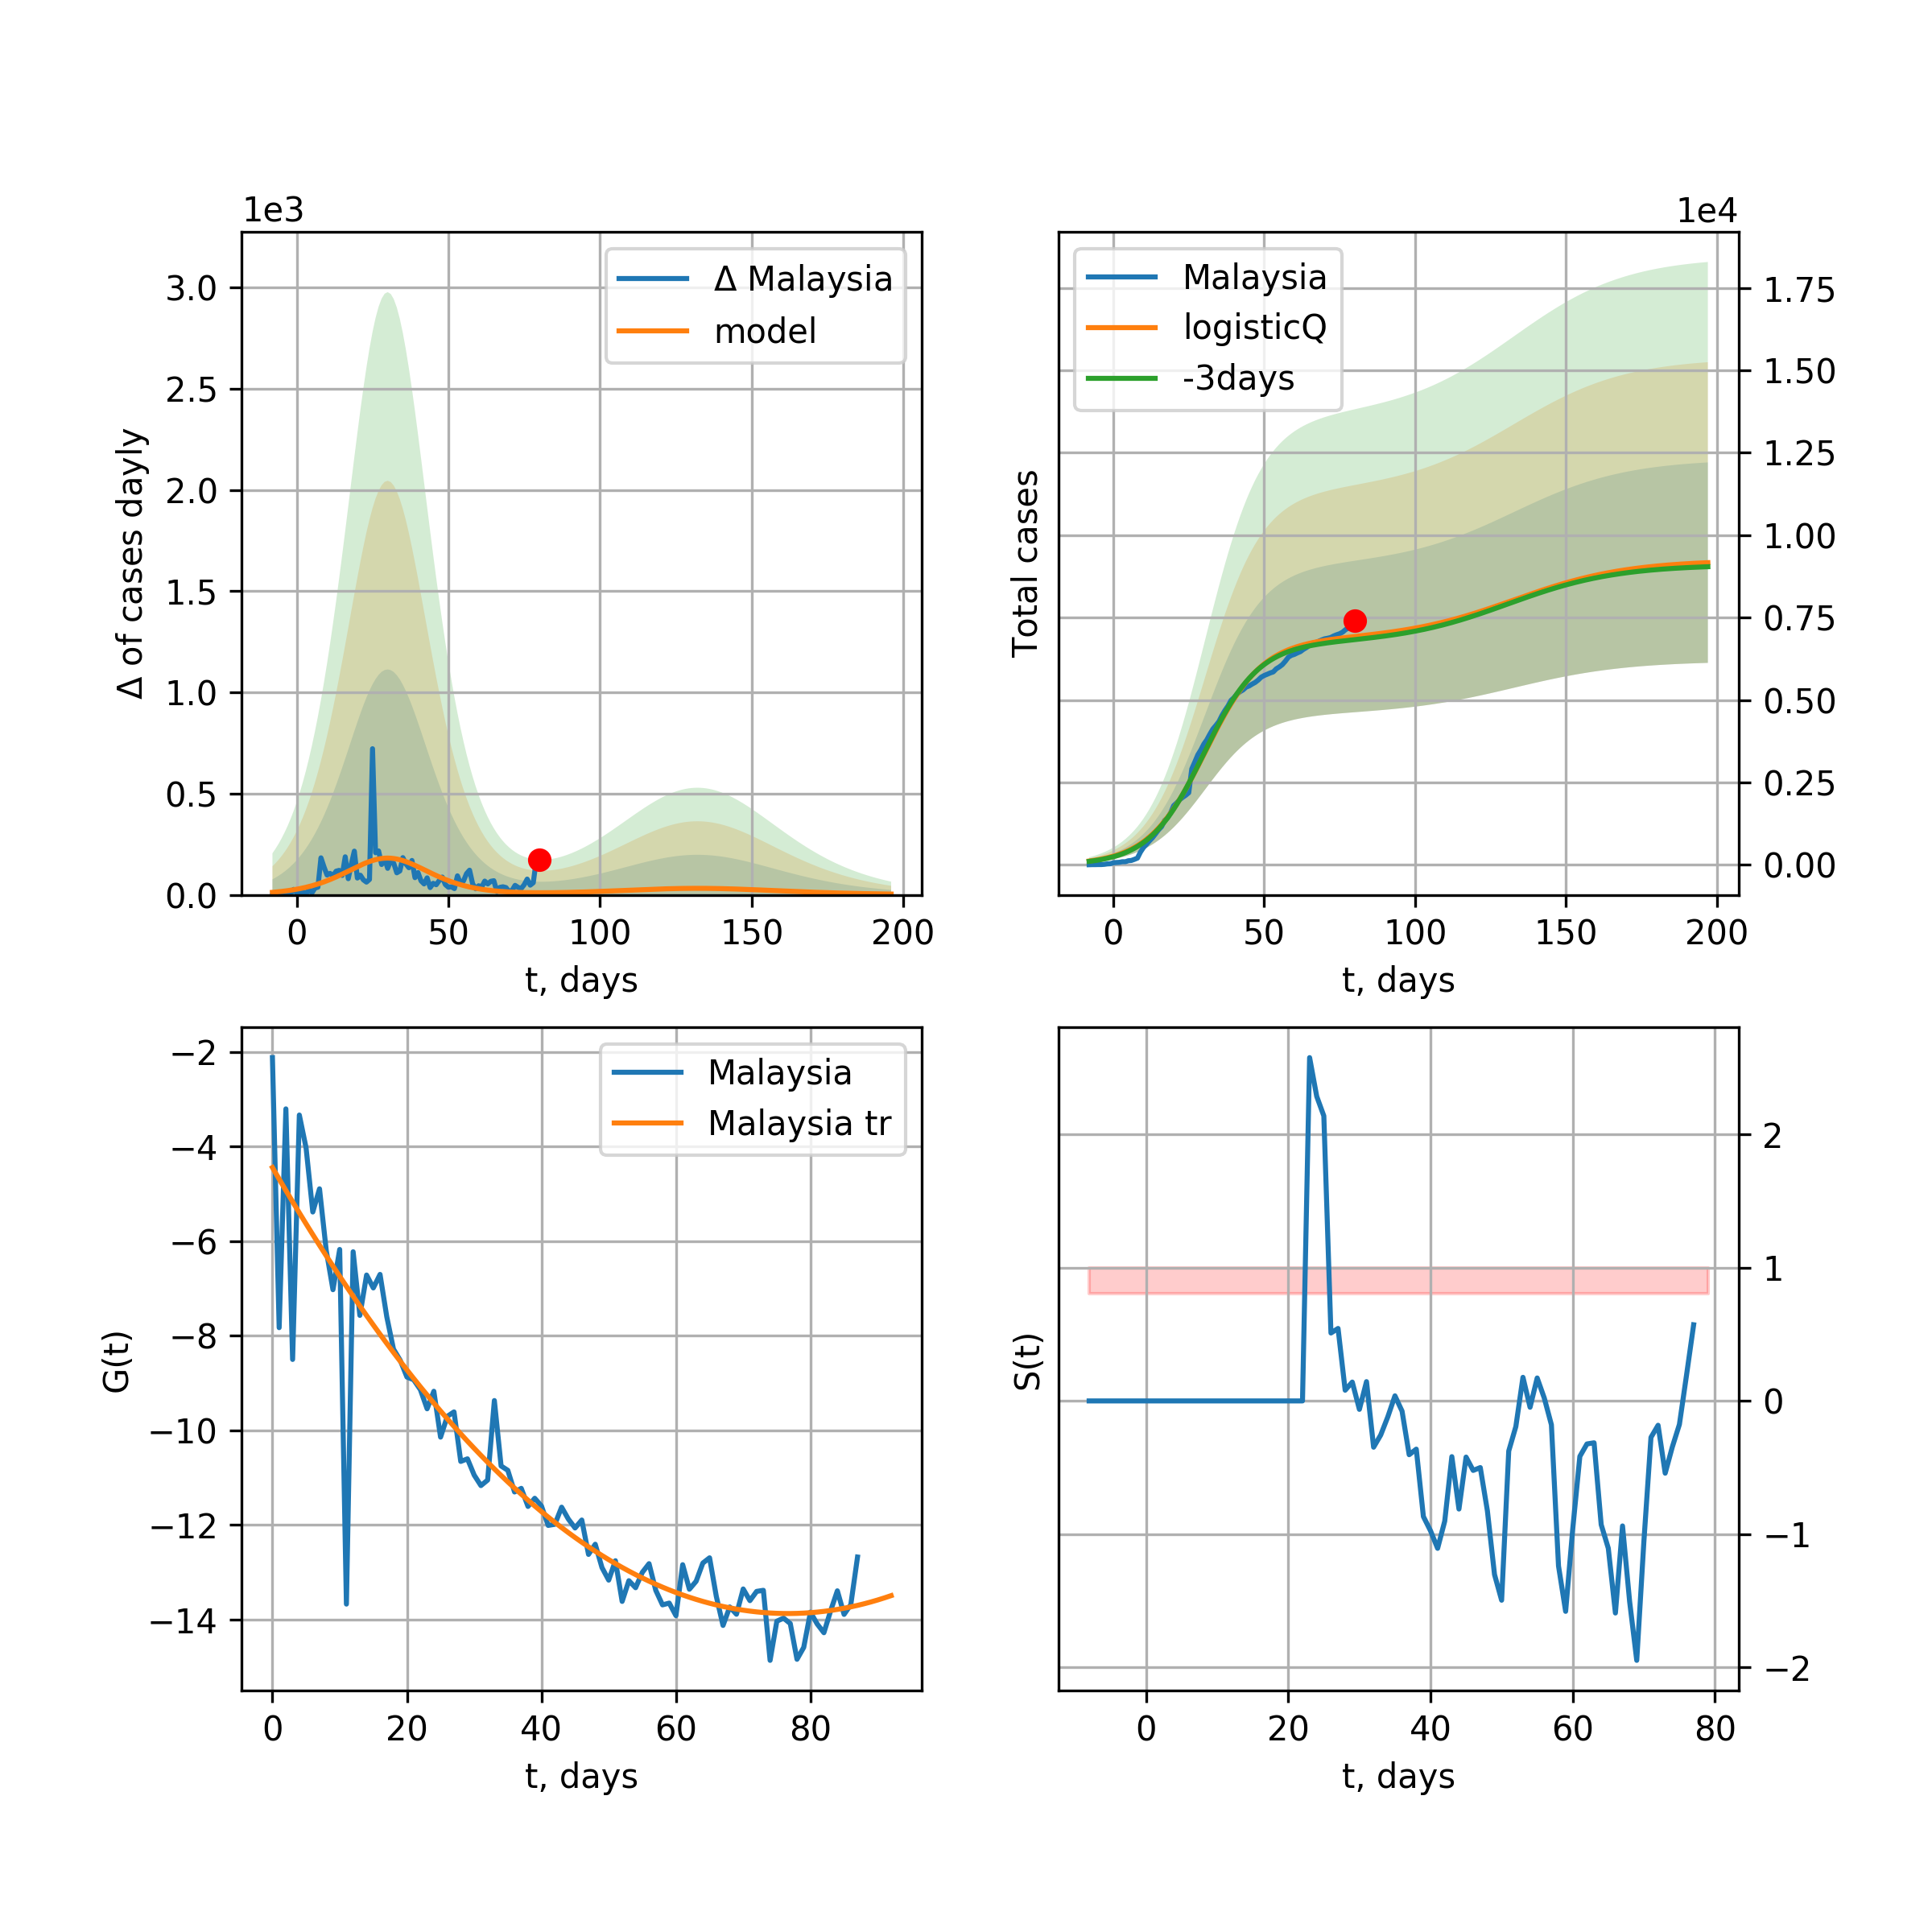 1e3
Δ of cases dayly
3.0
2.5
2.0
1.5
1.0
0.5
0.0
0 50 100 150 200
t, days
Δ Malaysia
model
1e4
Total cases
1.75
1.50
1.25
1.00
0.75
0.50
0.25
0.00
0 50 100 150 200
t, days
Malaysia
logisticQ
-3days
G(t)
−2
−4
−6
−8
−10
−12
−14
0 20 40 60 80
t, days
Malaysia
Malaysia tr
S(t)
2
1
0
−1
−2
0 20 40 60 80
t, days